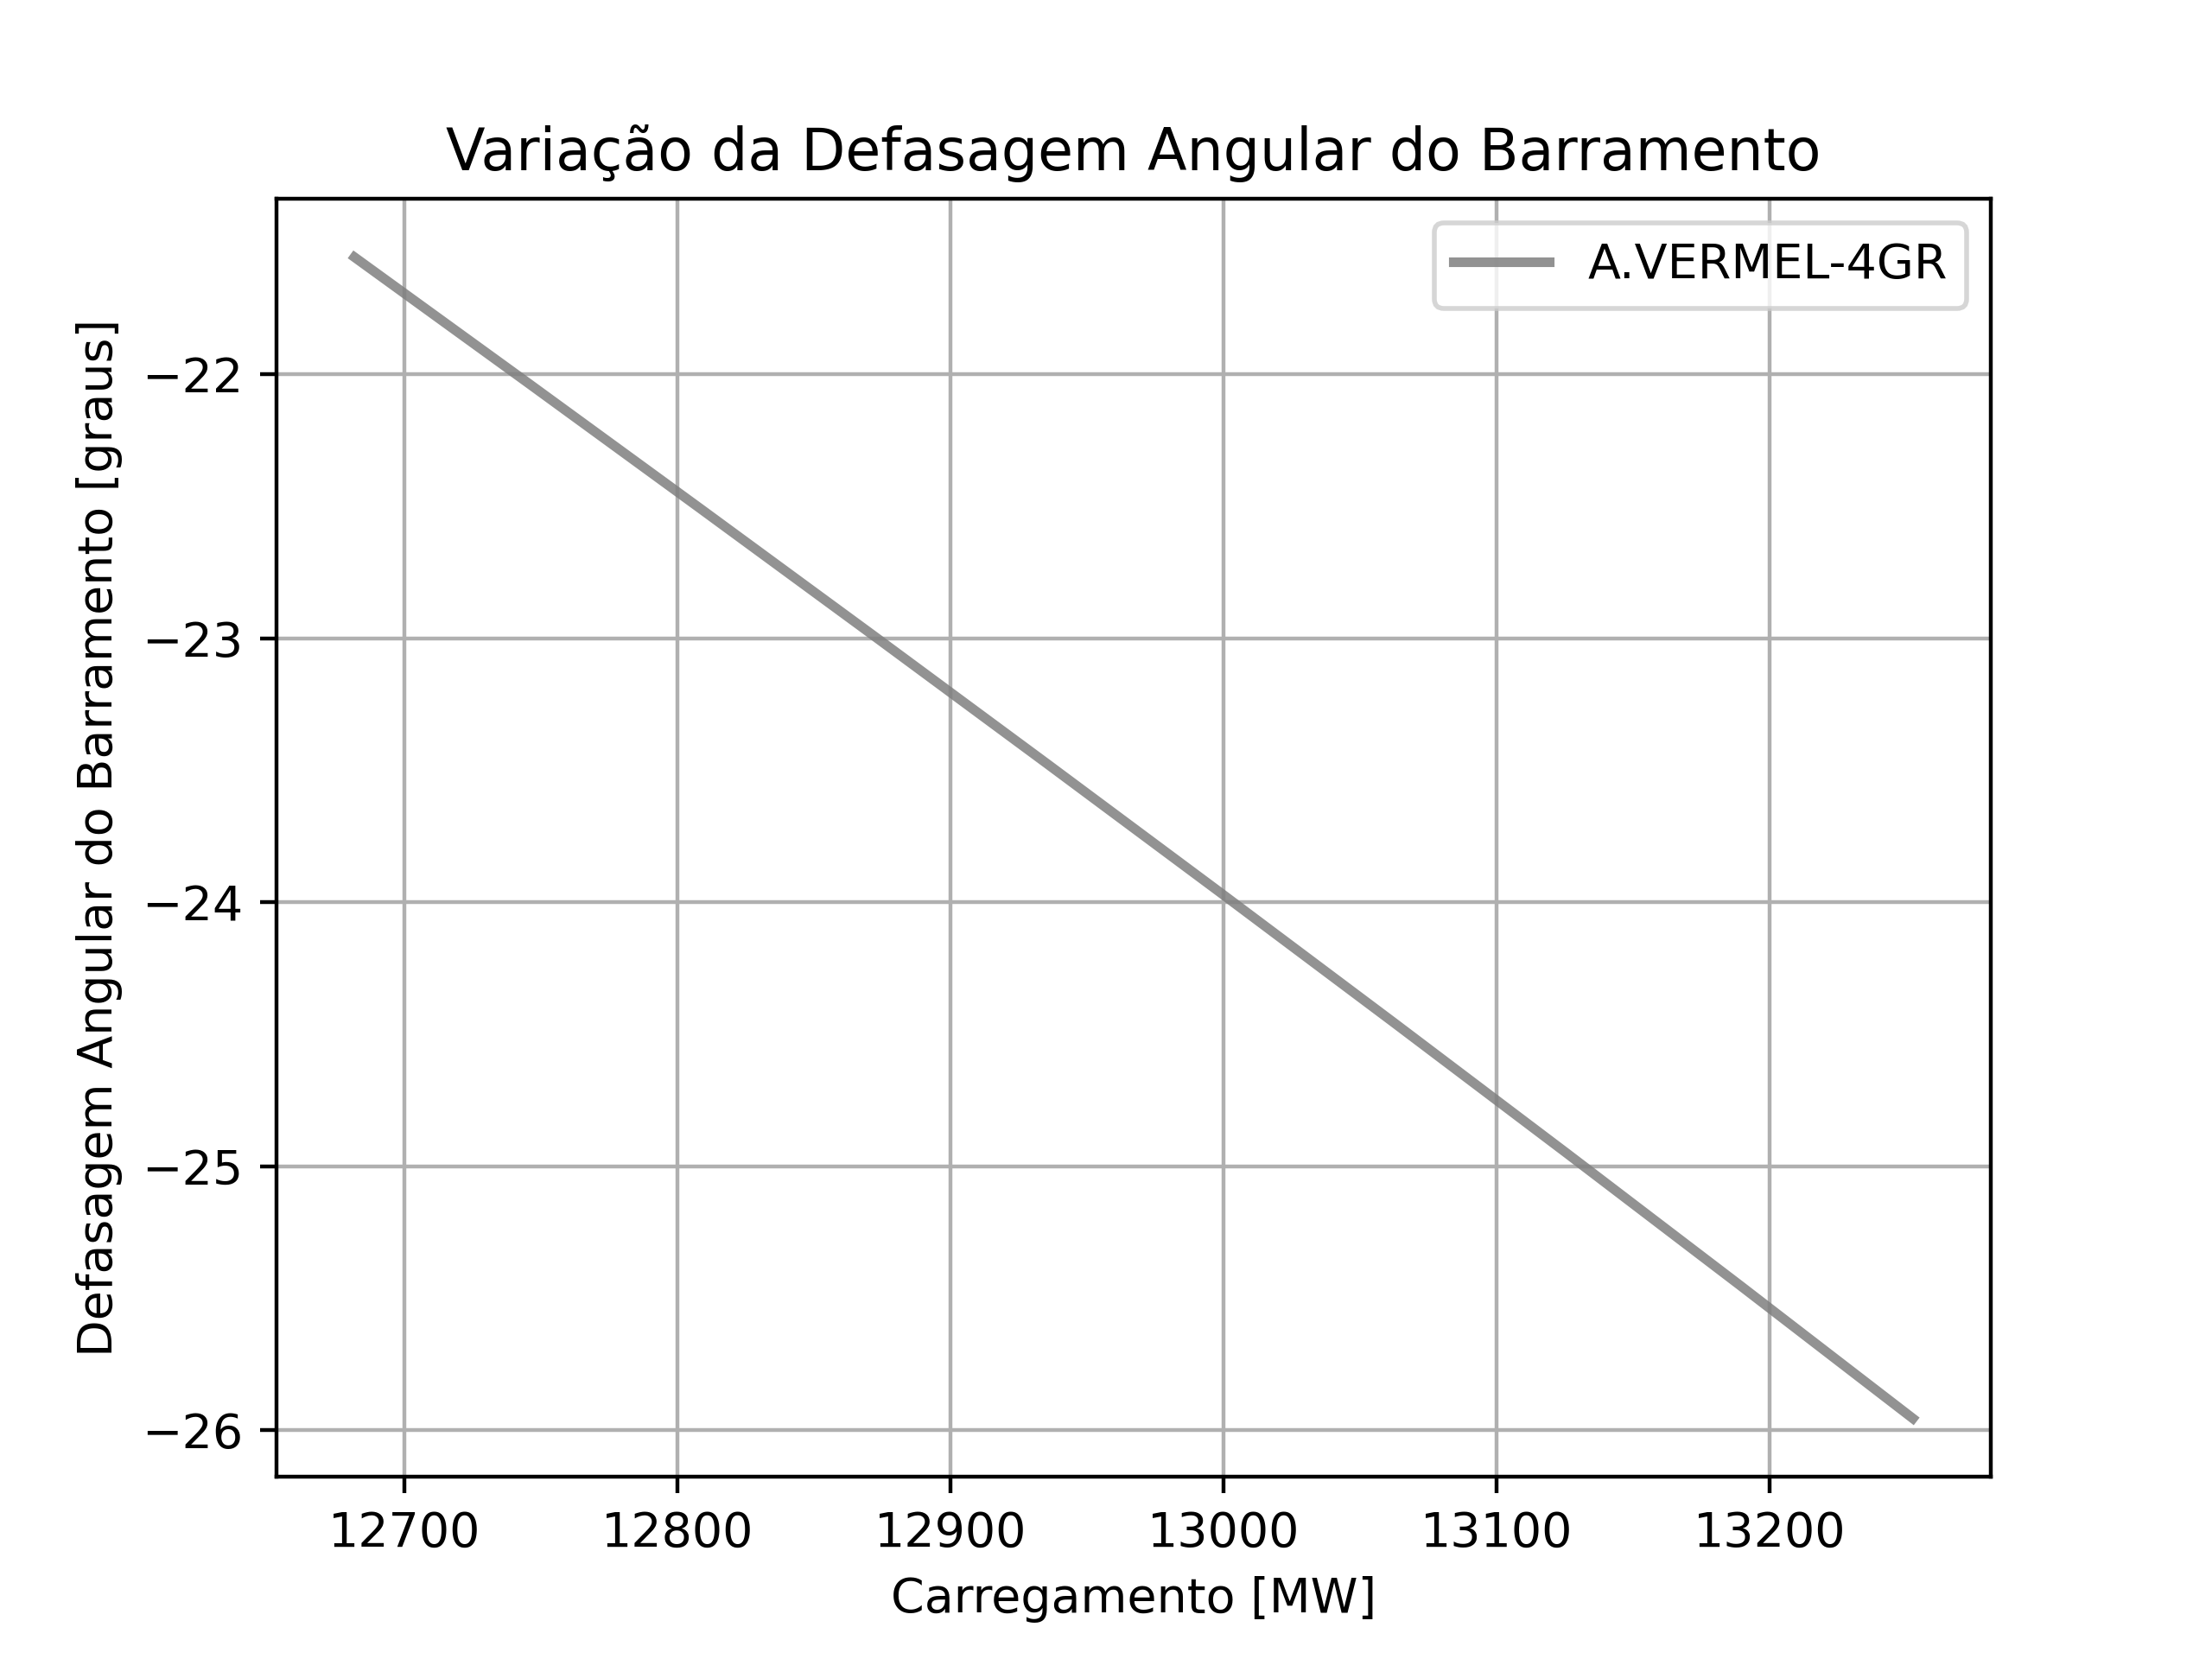 Variação da Defasagem Angular do Barramento
A.VERMEL-4GR
Defasagem Angular do Barramento [graus]
−22
−23
−24
−25
−26
12700 12800 12900 13000 13100 13200
Carregamento [MW]